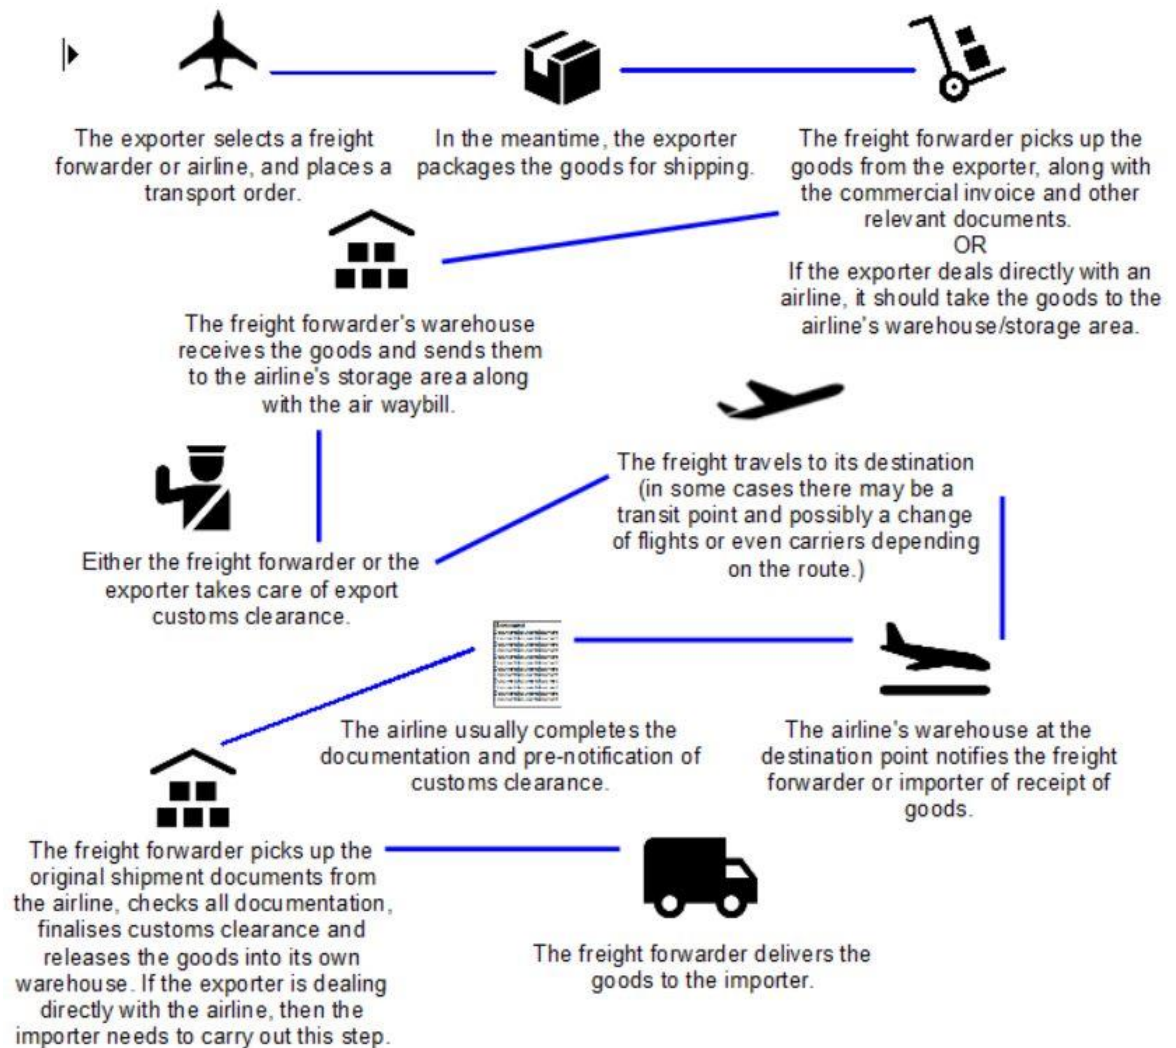 The exporter selects a freight
forwarder or airline, and places a
transport order.
In the meantime, the exporter
packages the goods for shipping.
The freight forwarder picks up the
goods from the exporter, along with
the commercial invoice and other
relevant documents.
OR
If the exporter deals directly with an
airline, it should take the goods to the
airline's warehouse/storage area.
The freight forwarder's warehouse
receives the goods and sends them
to the airline's storage area along
with the air waybill.
Either the freight forwarder or the
exporter takes care of export
customs clearance.
The freight travels to its destination
(in some cases there may be a
transit point and possibly a change
of flights or even carriers depending
on the route.)
The airline's warehouse at the
destination point notifies the freight
forwarder or importer of receipt of
goods.
The airline usually completes the
documentation and pre-notification of
customs clearance.
The freight forwarder picks up the
original shipment documents from
the airline, checks all documentation,
finalises customs clearance and
releases the goods into its own
warehouse. If the exporter is dealing
directly with the airline, then the
importer needs to carry out this step.
The freight forwarder delivers the
goods to the importer.